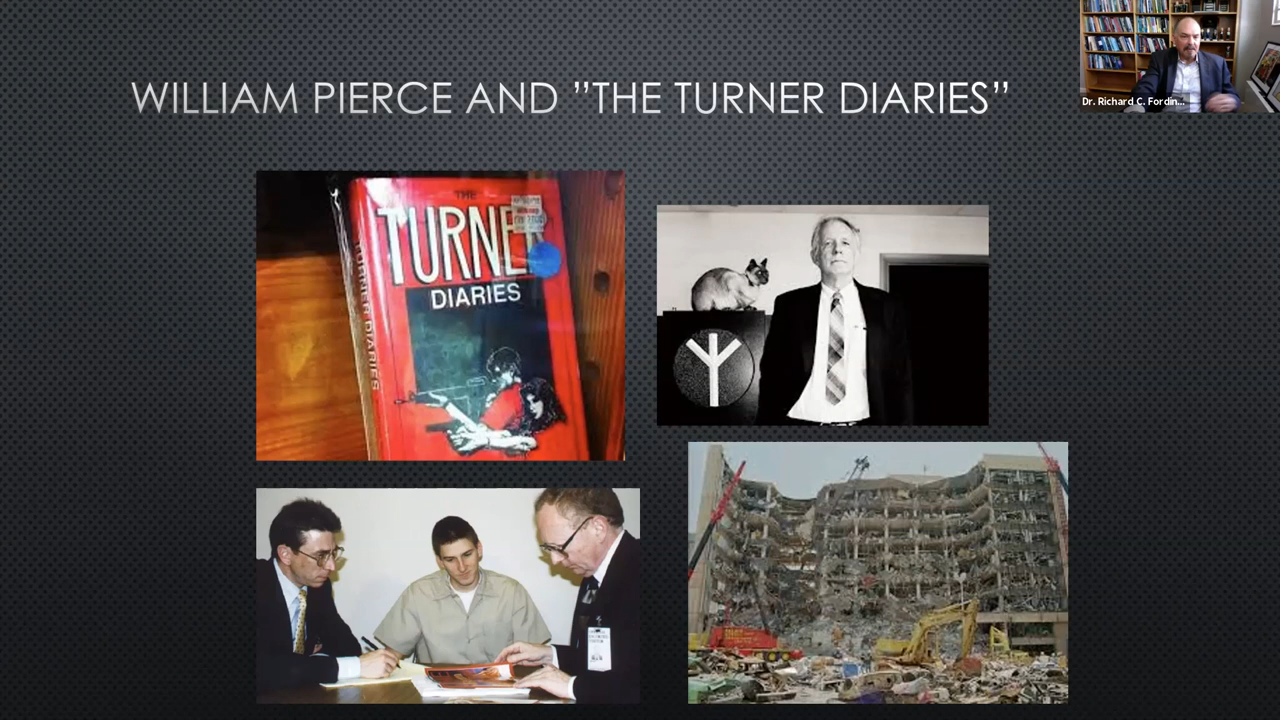 WILLIAM PIERCE AND ”THE TURNER DIARIES”
Dr. Richard C. Fordin...
THE
TURNER
DIARIES
TURNER DIARIES